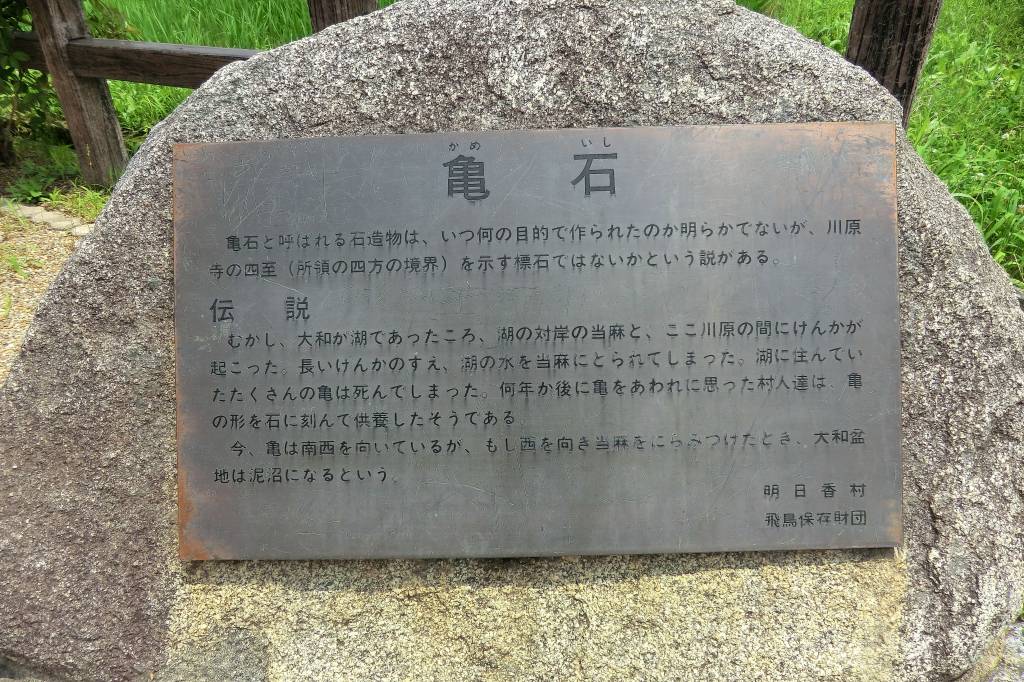 かめ いし
亀 石
亀石と呼ばれる石造物は、いつ何の目的で作られたのか明らかでないが、川原
寺の四至（所領の四方の境界）を示す標石ではないかという説がある。
伝 説
むかし、大和が湖であったころ、湖の対岸の当麻と、ここ川原の間にけんかが
起こった。長いけんかのすえ、湖の水を当麻にとられてしまった。湖に住んでい
たたくさんの亀は死んでしまった。何年か後に亀をあわれに思った村人達は、亀
の形を石に刻んで供養したそうである。
今、亀は南西を向いているが、もし西を向き当麻をにらみつけたとき、大和盆
地は泥沼になるという。
明日香村
飛鳥保存財団